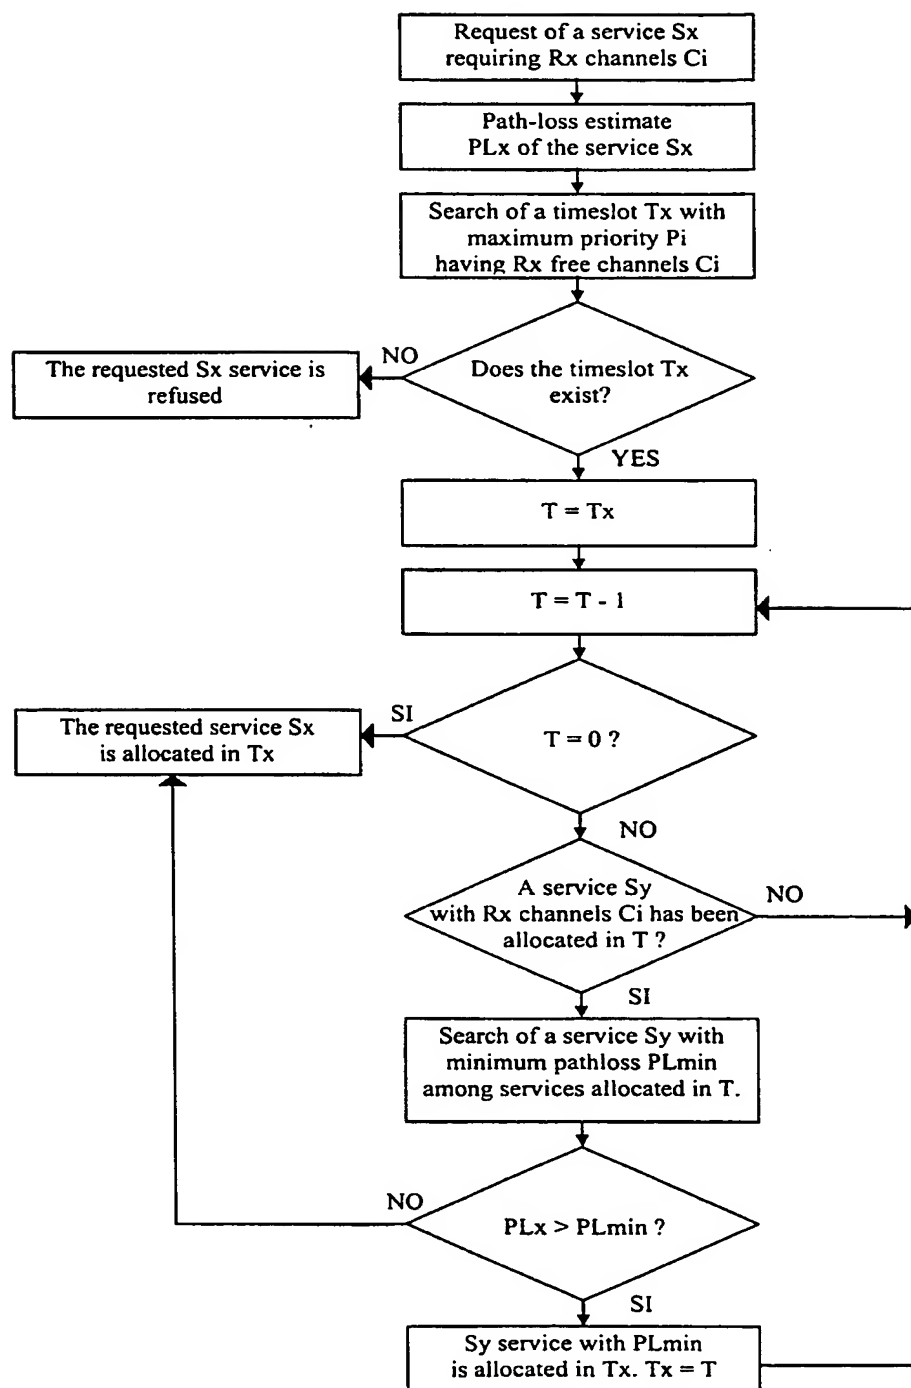 Request of a service Sx
requiring Rx channels Ci
Path-loss estimate
PLx of the service Sx
Search of a timeslot Tx with
maximum priority Pi
having Rx free channels Ci
NO
The requested Sx service is
refused
Does the timeslot Tx
exist?
YES
T = Tx
T = T - 1
SI
The requested service Sx
is allocated in Tx
T = 0 ?
NO
A service Sy
with Rx channels Ci has been
allocated in T ?
NO
SI
Search of a service Sy with
minimum pathloss PLmin
among services allocated in T.
NO
PLx > PLmin ?
SI
Sy service with PLmin
is allocated in Tx. Tx = T